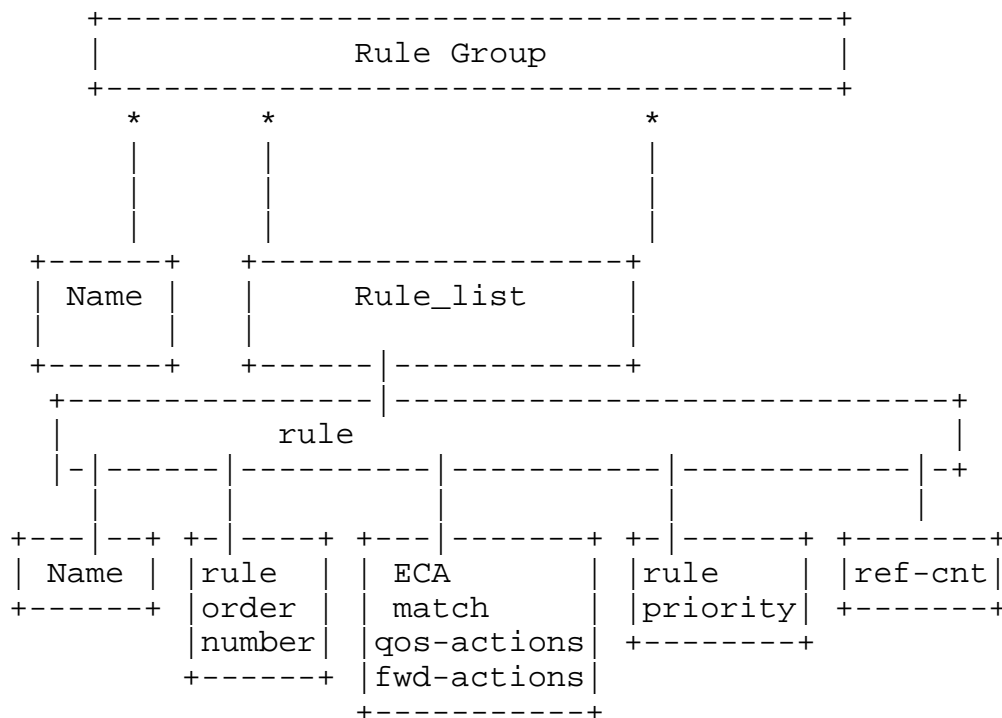 Rule Group
Name Rule_list
rule
Name rule ECA rule ref-cnt
order match priority
number qos-actions
fwd-actions